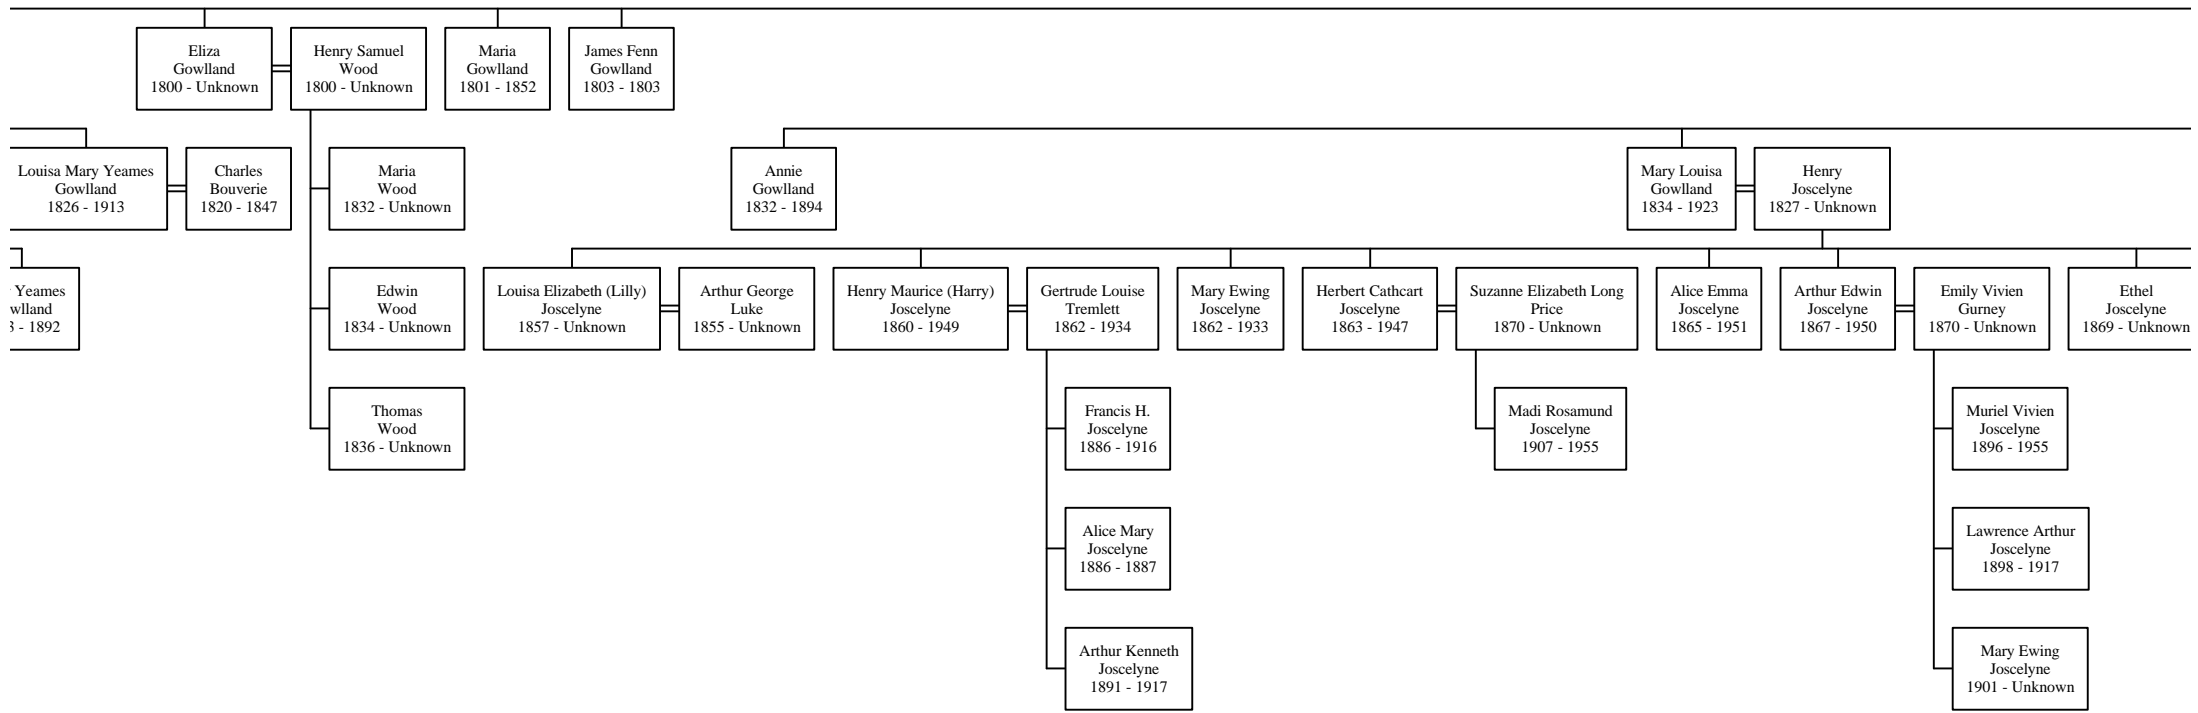 Eliza
Gowlland
1800 - Unknown
Henry Samuel
Wood
1800 - Unknown
Maria
Gowlland
1801 - 1852
James Fenn
Gowlland
1803 - 1803
Louisa Mary Yeames
Gowlland
1826 - 1913
Charles
Bouverie
1820 - 1847
Maria
Wood
1832 - Unknown
Annie
Gowlland
1832 - 1894
Mary Louisa
Gowlland
1834 - 1923
Henry
Joscelyne
1827 - Unknown
Yeames
wlland
- 1892
Edwin
Wood
1834 - Unknown
Louisa Elizabeth (Lilly)
Joscelyne
1857 - Unknown
Arthur George
Luke
1855 - Unknown
Henry Maurice (Harry)
Joscelyne
1860 - 1949
Gertrude Louise
Tremlett
1862 - 1934
Mary Ewing
Joscelyne
1862 - 1933
Herbert Cathcart
Joscelyne
1863 - 1947
Suzanne Elizabeth Long
Price
1870 - Unknown
Alice Emma
Joscelyne
1865 - 1951
Arthur Edwin
Joscelyne
1867 - 1950
Emily Vivien
Gurney
1870 - Unknown
Ethel
Joscelyne
1869 - Unknown
Thomas
Wood
1836 - Unknown
Francis H.
Joscelyne
1886 - 1916
Madi Rosamund
Joscelyne
1907 - 1955
Muriel Vivien
Joscelyne
1896 - 1955
Alice Mary
Joscelyne
1886 - 1887
Lawrence Arthur
Joscelyne
1898 - 1917
Arthur Kenneth
Joscelyne
1891 - 1917
Mary Ewing
Joscelyne
1901 - Unknown